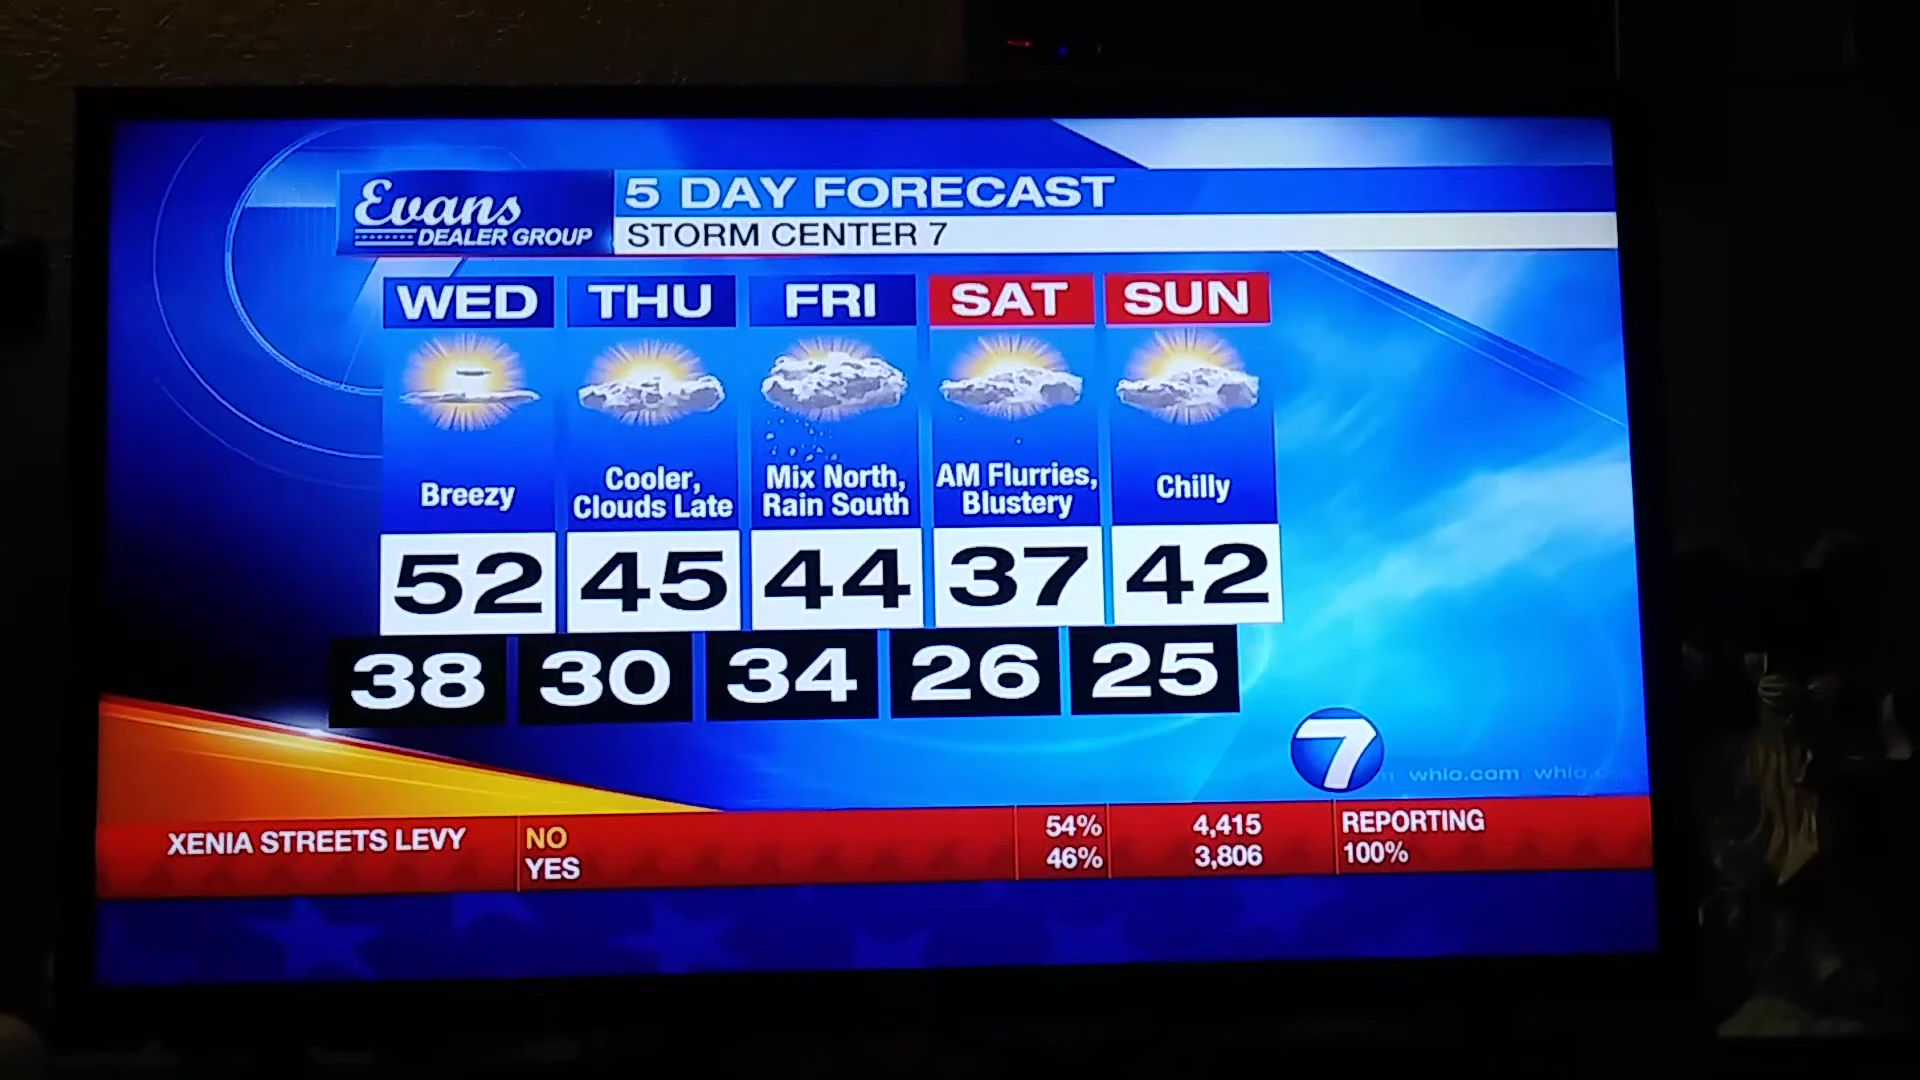 Evans
DEALER GROUP
5 DAY FORECAST
STORM CENTER 7
WED THU FRI SAT SUN
Breezy
Cooler,
Clouds Late
Mix North,
Rain South
AM Flurries,
Blustery
Chilly
52 45 44 37 42
38 30 34 26 25
7
whio.com
XENIA STREETS LEVY
NO 54% 4,415 REPORTING
YES 46% 3,806 100%